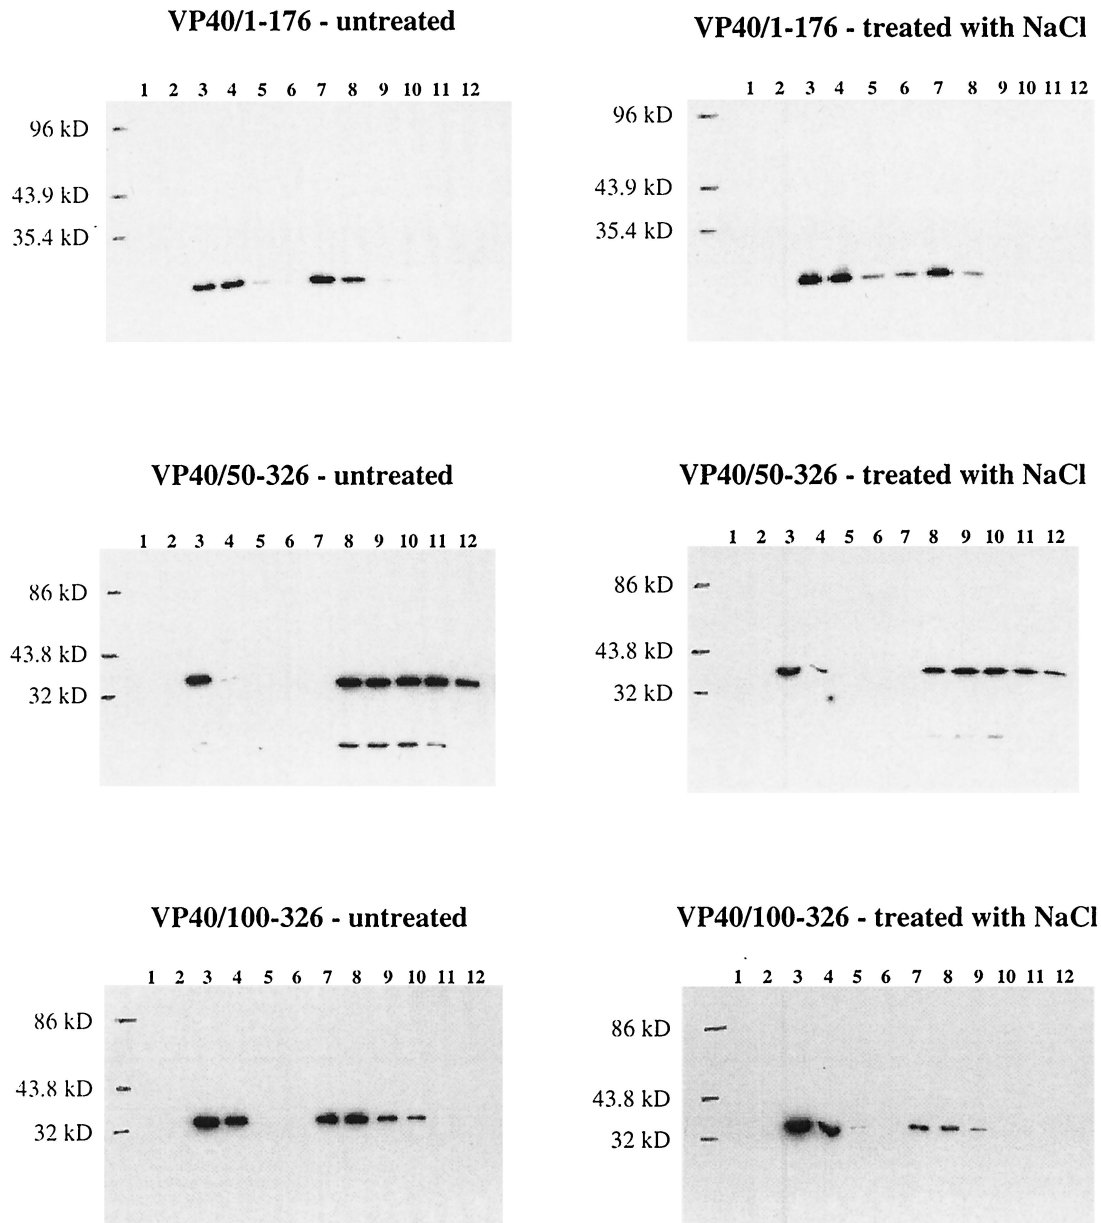 VP40/1-176 - untreated
1 2 3 4 5 6 7 8 9 10 11 12
96 kD
43.9 kD
35.4 kD
VP40/1-176 - treated with NaCl
1 2 3 4 5 6 7 8 9 10 11 12
96 kD
43.9 kD
35.4 kD
VP40/50-326 - untreated
1 2 3 4 5 6 7 8 9 10 11 12
86 kD
43.8 kD
32 kD
VP40/50-326 - treated with NaCl
1 2 3 4 5 6 7 8 9 10 11 12
86 kD
43.8 kD
32 kD
VP40/100-326 - untreated
1 2 3 4 5 6 7 8 9 10 11 12
86 kD
43.8 kD
32 kD
VP40/100-326 - treated with NaCl
1 2 3 4 5 6 7 8 9 10 11 12
86 kD
43.8 kD
32 kD